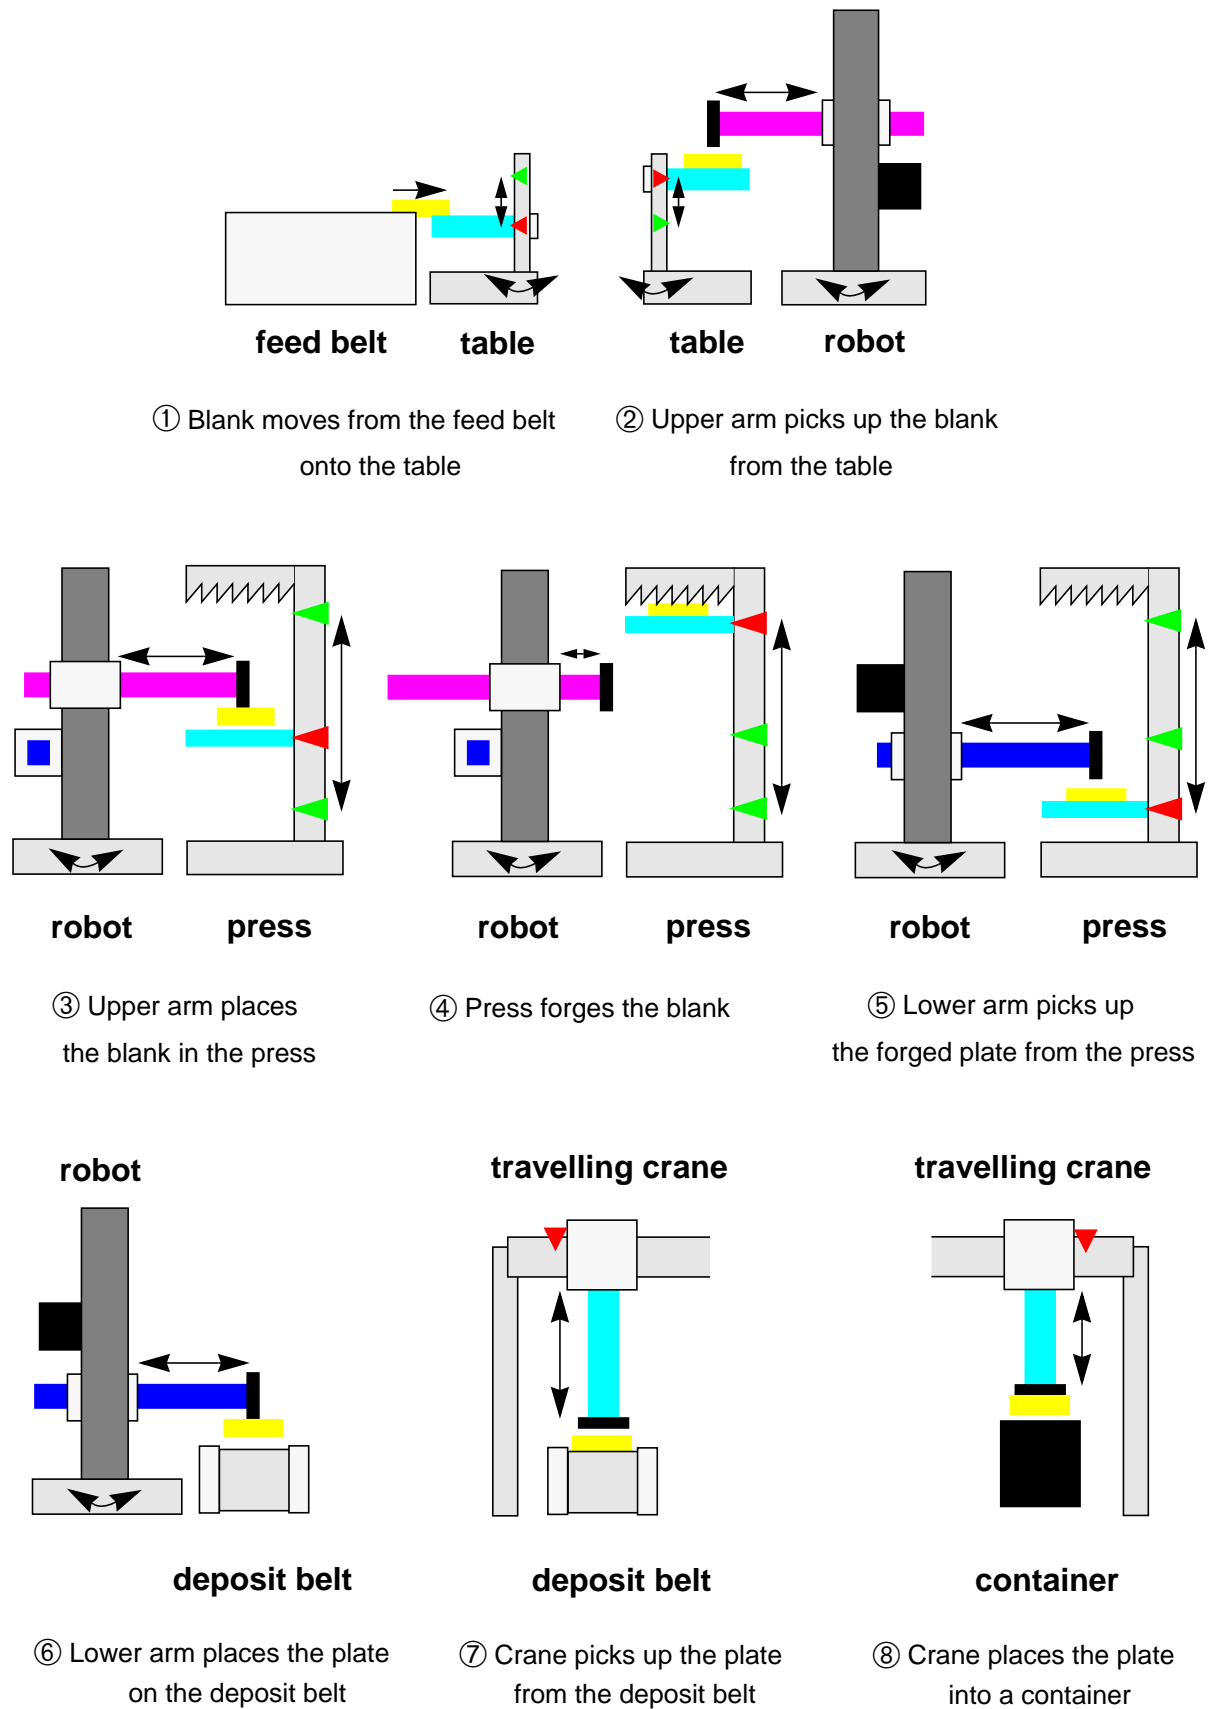 feed belt
table
table
robot
① Blank moves from the feed belt
onto the table
② Upper arm picks up the blank
from the table
robot
press
robot
press
robot
press
③ Upper arm places
the blank in the press
④ Press forges the blank
⑤ Lower arm picks up
the forged plate from the press
robot
travelling crane
travelling crane
deposit belt
deposit belt
container
⑥ Lower arm places the plate
on the deposit belt
⑦ Crane picks up the plate
from the deposit belt
⑧ Crane places the plate
into a container